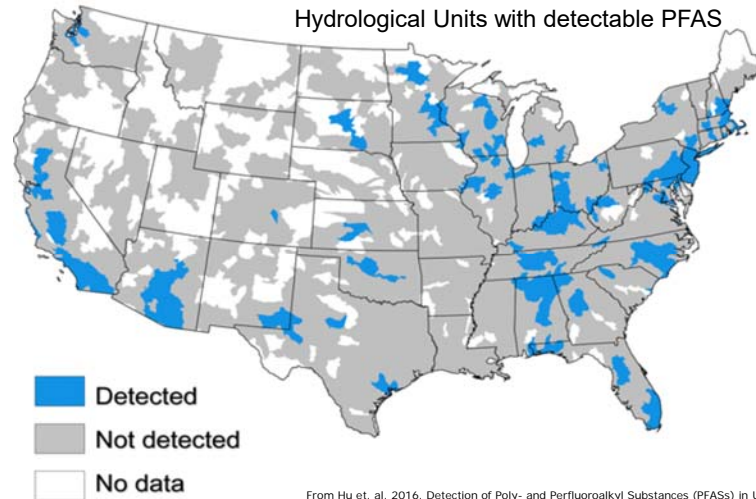 Hydrological Units with detectable PFAS
Detected
Not detected
No data
From Hu et. al. 2016. Detection of Poly- and Perfluoroalkyl Substances (PFASs) in U